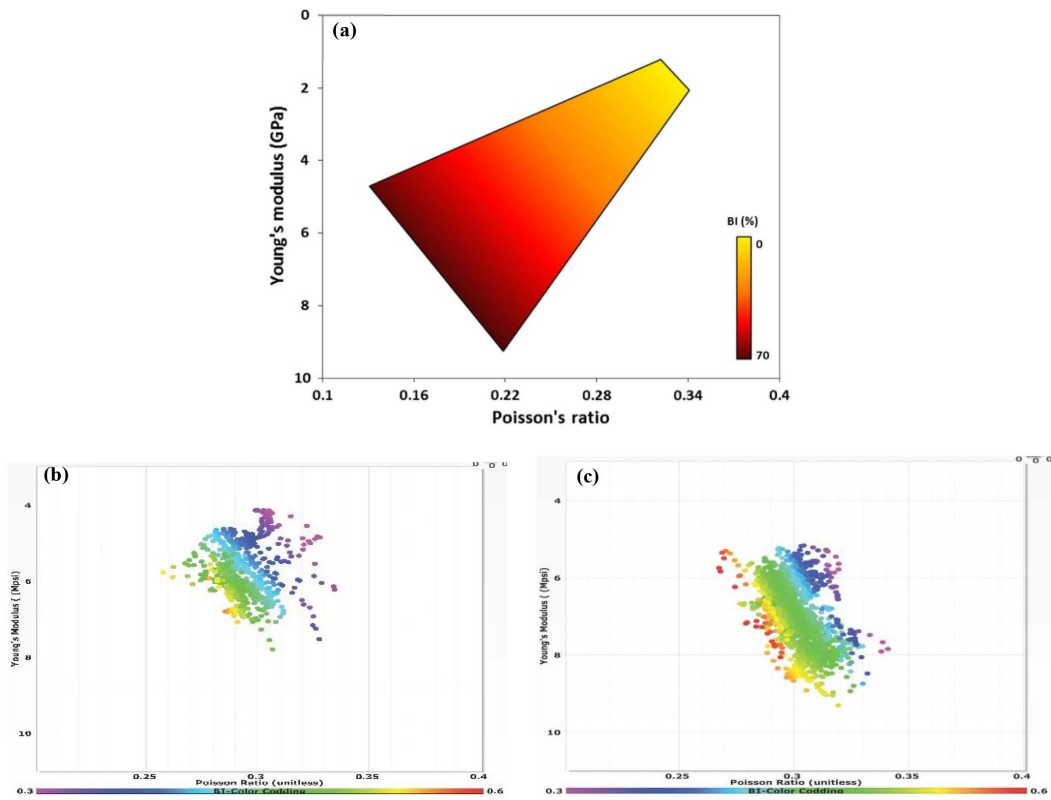 (a)
0
2
4
6
8
10
Young's modulus (GPa)
BI (%)
0
70
0.1 0.16 0.22 0.28 0.34 0.4
Poisson's ratio
(b)
4
6
8
10
Young's Modulus ( (Mpsi)
0.25 0.3 0.35 0.4
Poisson Ratio (unitless)
0.3 BI-Color Codding 0.6
(c)
4
6
8
10
Young's Modulus ( (Mpsi)
0.25 0.3 0.35 0.4
Poisson Ratio (unitless)
0.3 BI-Color Codding 0.6